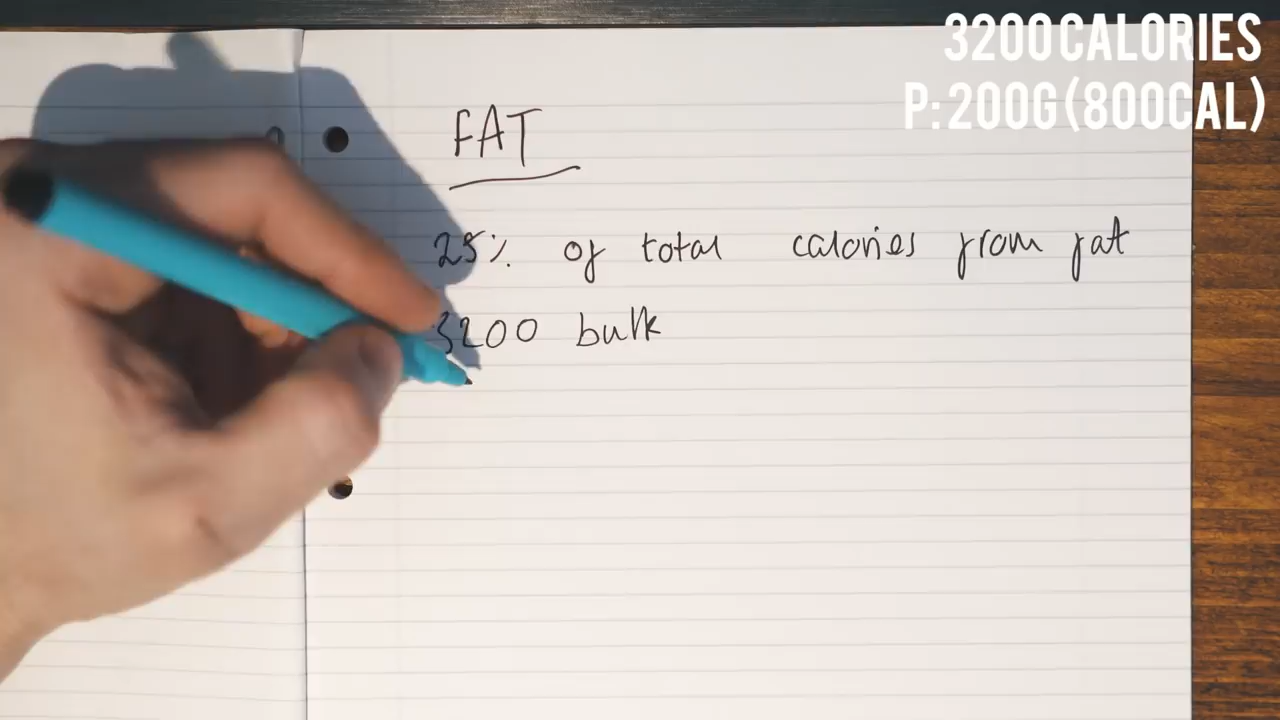 3200 CALORIES
P: 200G (800CAL)
FAT
25% of total calories from fat
3200 bulk